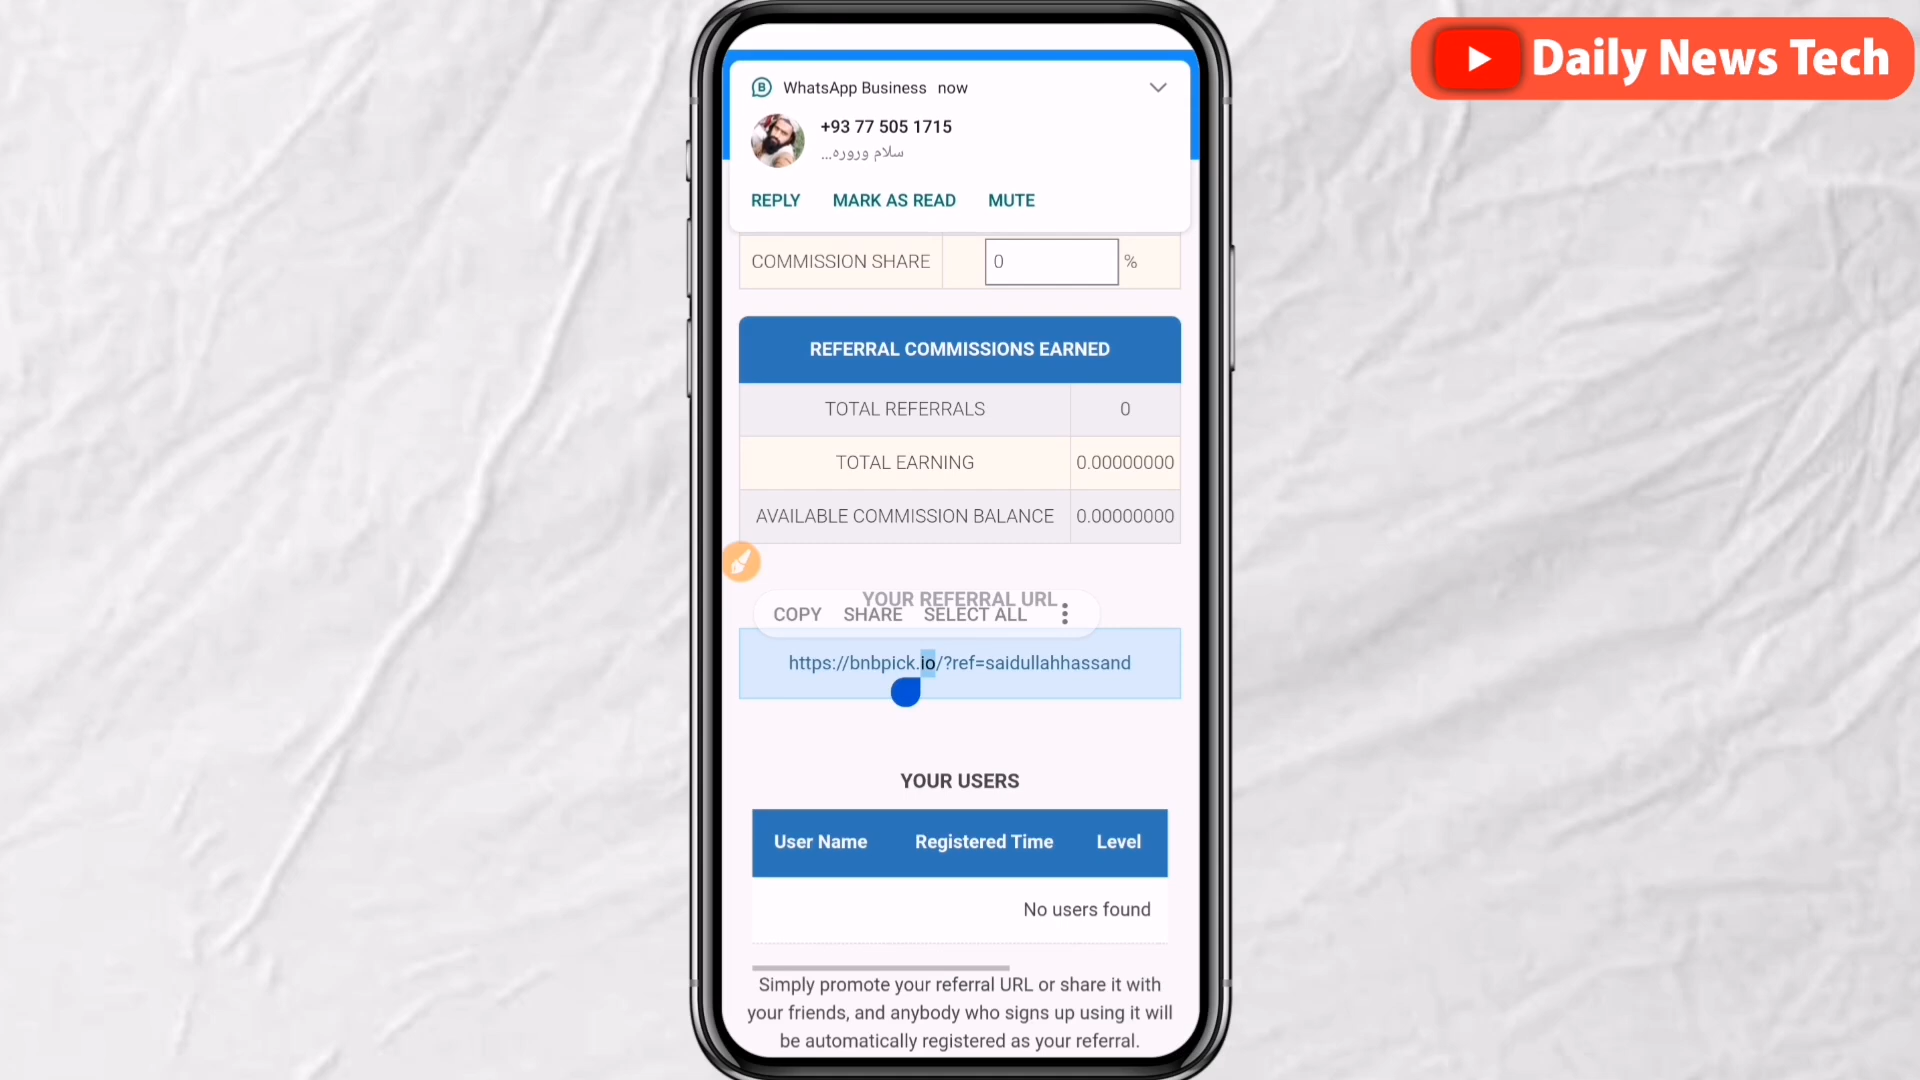 Daily News Tech
WhatsApp Business now
+93 77 505 1715
سلام وروره...
REPLY MARK AS READ MUTE
COMMISSION SHARE 0 %
REFERRAL COMMISSIONS EARNED
TOTAL REFERRALS 0
TOTAL EARNING 0.00000000
AVAILABLE COMMISSION BALANCE 0.00000000
YOUR REFERRAL URL
COPY SHARE SELECT ALL
https://bnbpick.io/?ref=saidullahhassand
YOUR USERS
User Name Registered Time Level
No users found
Simply promote your referral URL or share it with
your friends, and anybody who signs up using it will
be automatically registered as your referral.